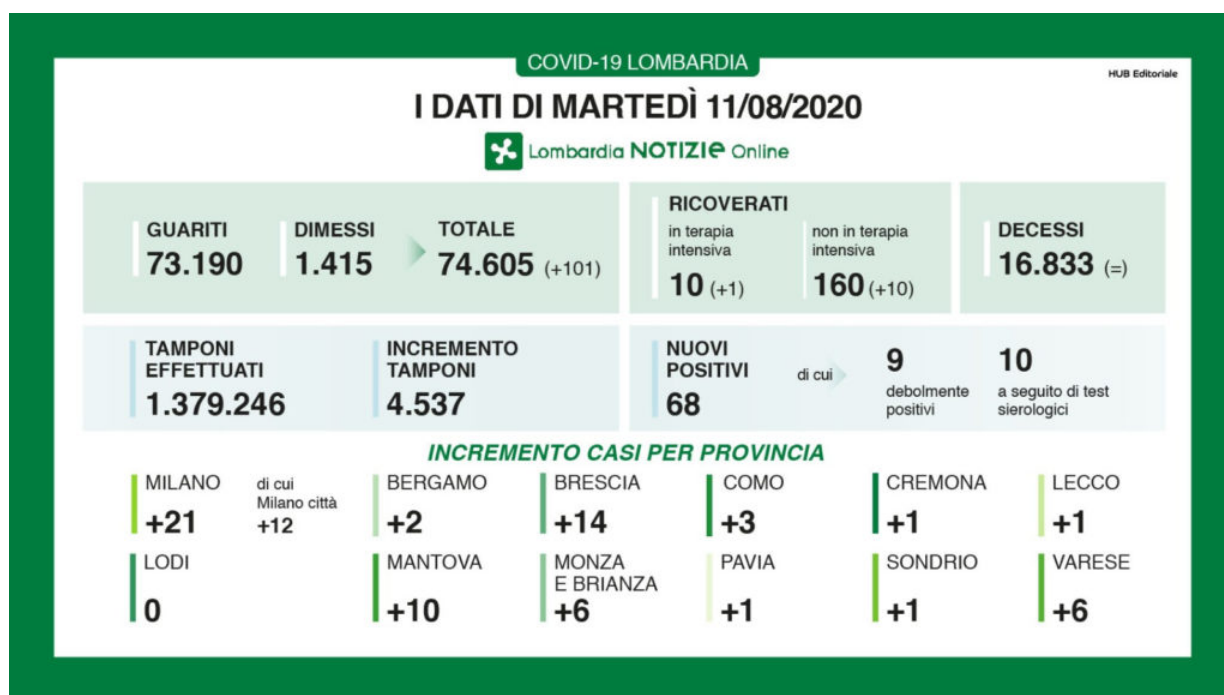 COVID-19 LOMBARDIA
HUB Editoriale
I DATI DI MARTEDÌ 11/08/2020
Lombardia NOTIZIe Online
GUARITI
73.190
DIMESSI
1.415
TOTALE
74.605 (+101)
RICOVERATI
in terapia
intensiva
10 (+1)
non in terapia
intensiva
160 (+10)
DECESSI
16.833 (=)
TAMPONI
EFFETTUATI
1.379.246
INCREMENTO
TAMPONI
4.537
NUOVI
POSITIVI
68
di cui
9
debolmente
positivi
10
a seguito di test
sierologici
INCREMENTO CASI PER PROVINCIA
MILANO
+21
di cui
Milano città
+12
BERGAMO
+2
BRESCIA
+14
COMO
+3
CREMONA
+1
LECCO
+1
LODI
0
MANTOVA
+10
MONZA
E BRIANZA
+6
PAVIA
+1
SONDRIO
+1
VARESE
+6